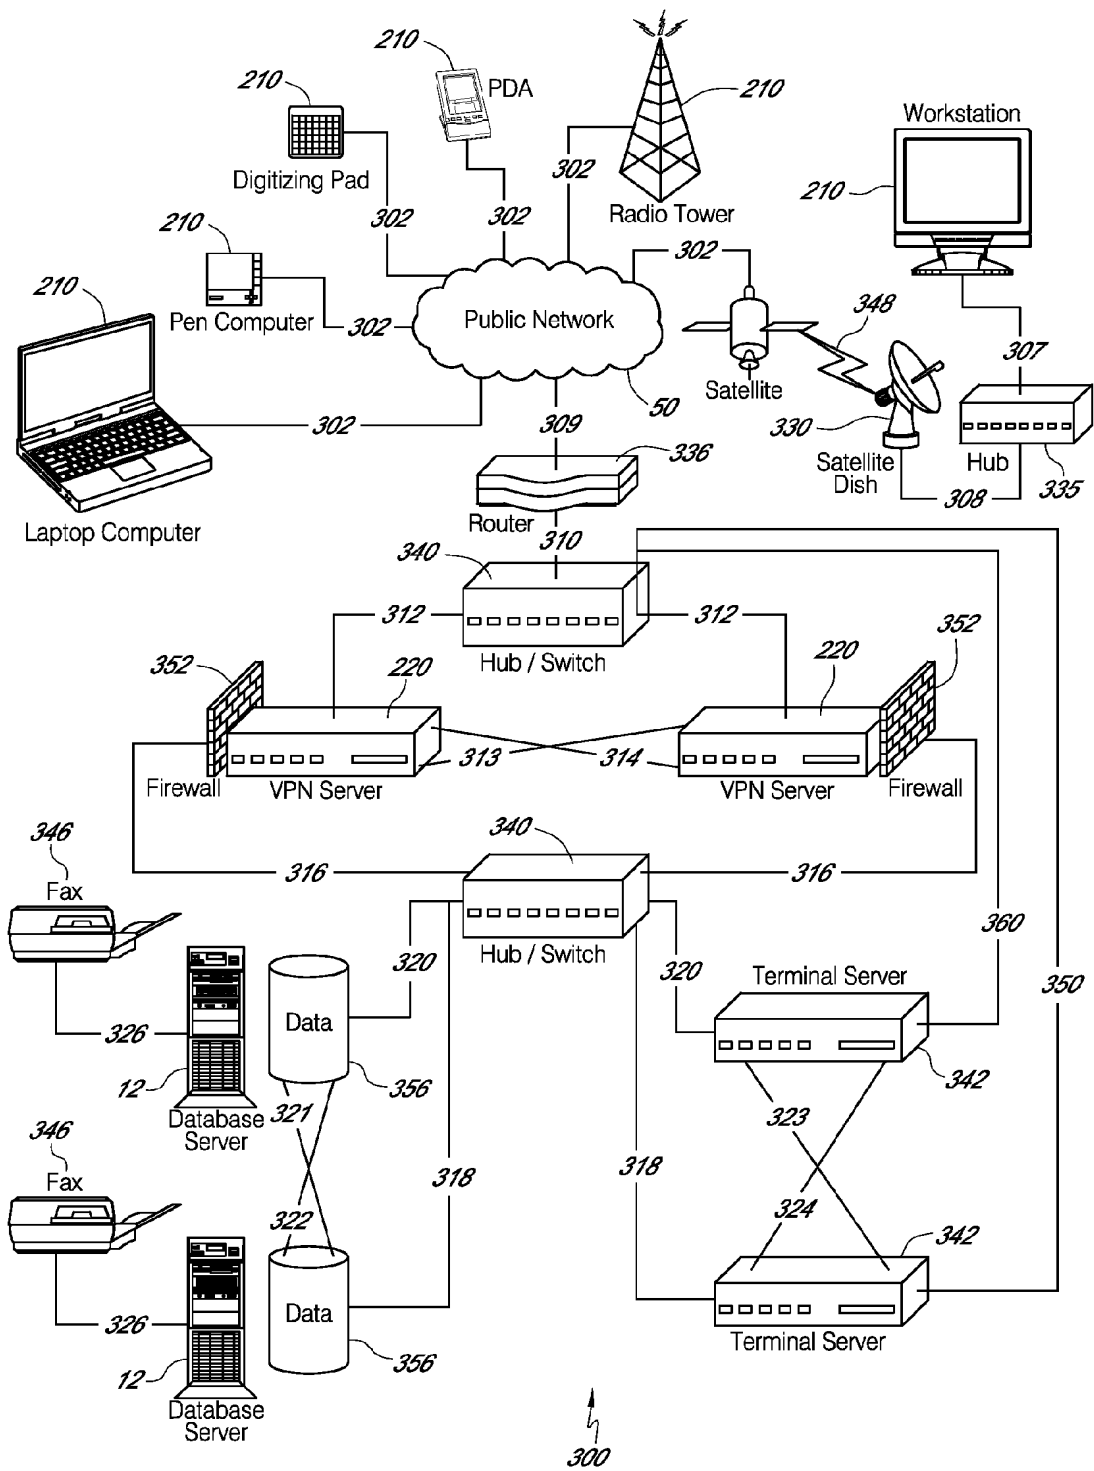 210
PDA
210
210
Workstation
Digitizing Pad
302
302
302
Radio Tower
210
210
302
210
Pen Computer
302
Public Network
348
307
Satellite
50
302
309
330
Satellite
Dish
Hub
336
308
335
Laptop Computer
Router
310
350
340
312
312
352
Hub / Switch
352
220
220
313
314
Firewall
VPN Server
VPN Server
Firewall
346
340
316
316
Fax
360
320
Hub / Switch
320
Terminal Server
350
Data
326
12
356
342
321
323
Database
Server
346
Fax
318
318
322
324
342
Data
326
12
356
Terminal Server
Database
Server
300